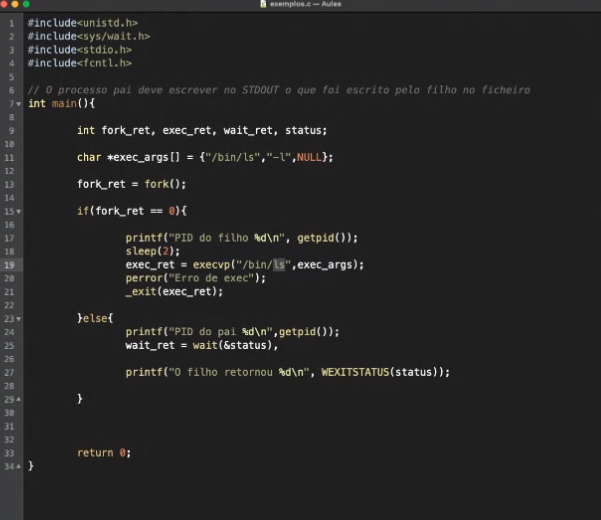 exemplos.c — Aulas
1 #include<unistd.h>
2 #include<sys/wait.h>
3 #include<stdio.h>
4 #include<fcntl.h>
5
6 // O processo pai deve escrever no STDOUT o que foi escrito pelo filho no ficheiro
7 int main(){
8
9 int fork_ret, exec_ret, wait_ret, status;
10
11 char *exec_args[] = {"/bin/ls","-l",NULL};
12
13 fork_ret = fork();
14
15 if(fork_ret == 0){
16
17 printf("PID do filho %d\n", getpid());
18 sleep(2);
19 exec_ret = execvp("/bin/ls",exec_args);
20 perror("Erro de exec");
21 _exit(exec_ret);
22
23 }else{
24 printf("PID do pai %d\n",getpid());
25 wait_ret = wait(&status),
26
27 printf("O filho retornou %d\n", WEXITSTATUS(status));
28
29 }
30
31
32
33 return 0;
34 }